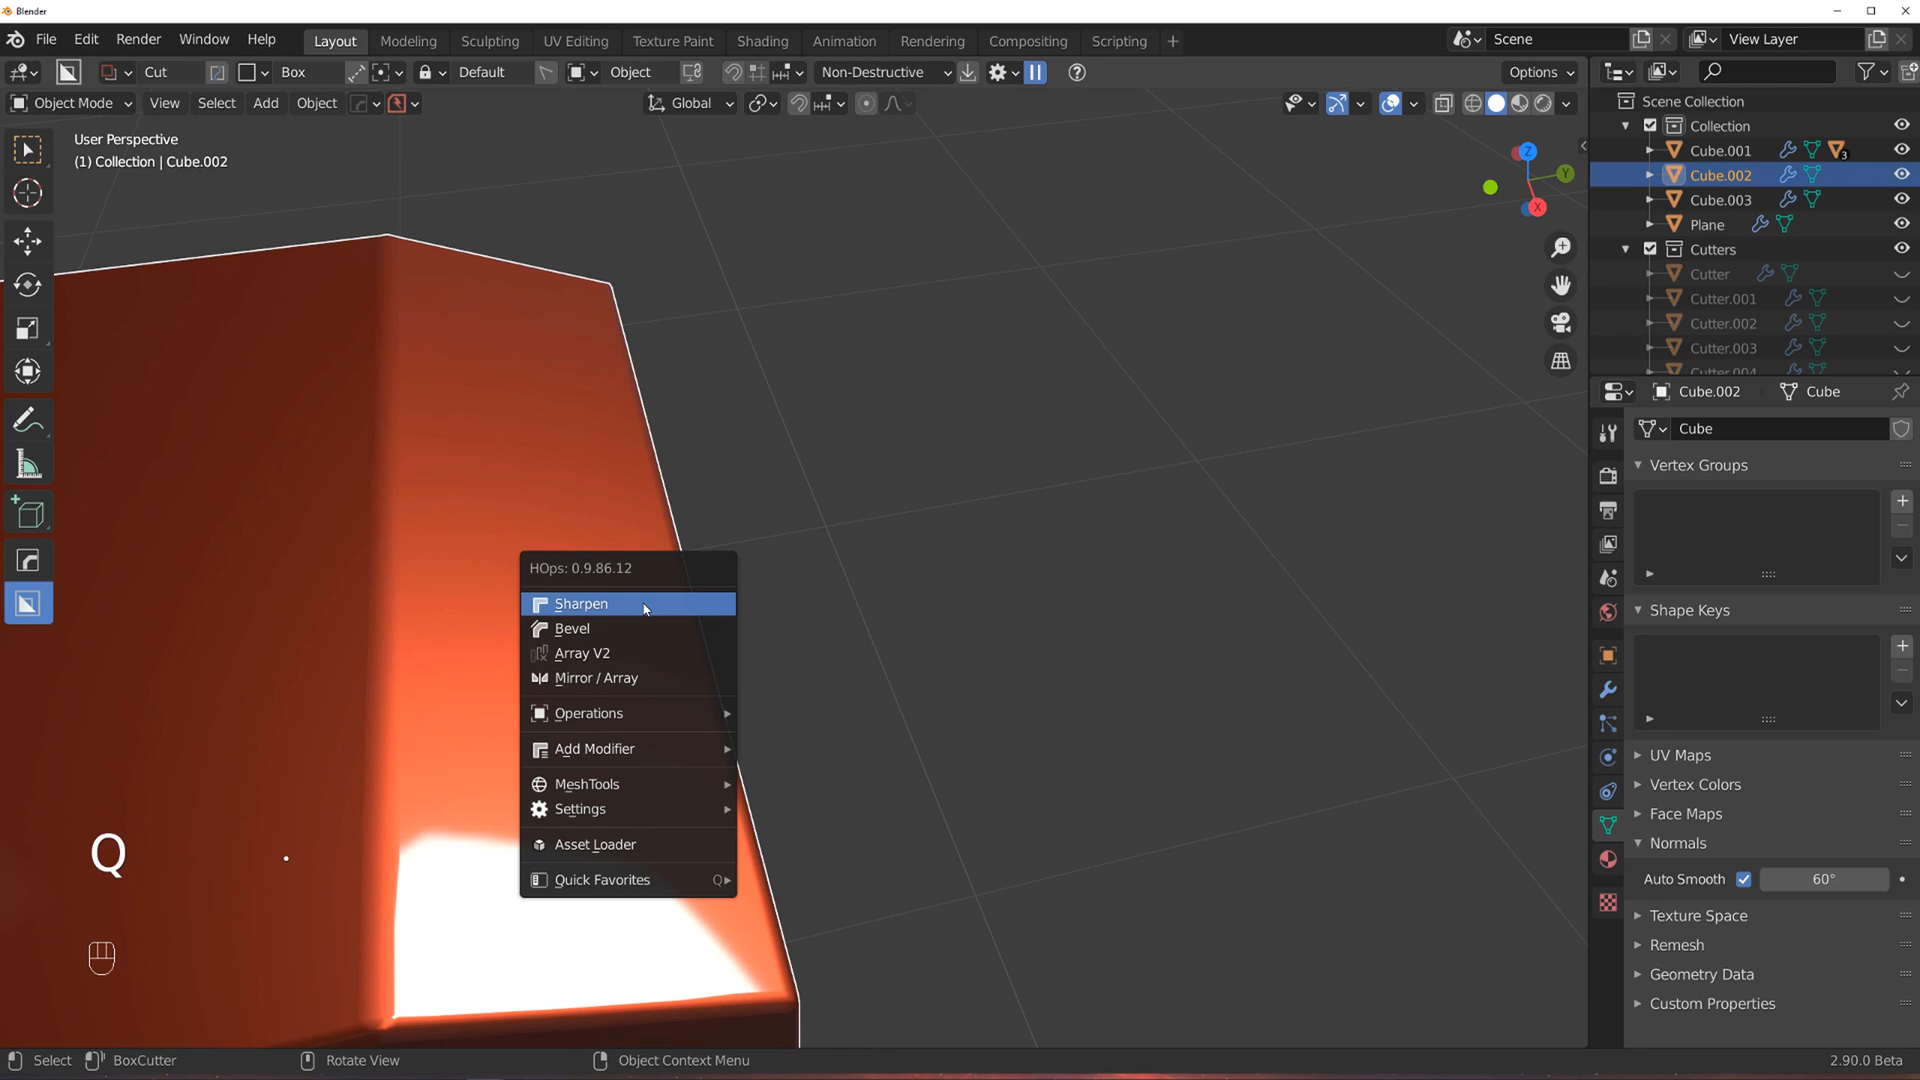 Blender
File Edit Render Window Help Layout Modeling Sculpting UV Editing Texture Paint Shading Animation Rendering Compositing Scripting + Scene View Layer
Cut Box Default Object Non-Destructive Options
Object Mode View Select Add Object Global
User Perspective
(1) Collection | Cube.002
Z
Y
X
Scene Collection
Collection
Cube.001 3
Cube.002
Cube.003
Plane
Cutters
Cutter
Cutter.001
Cutter.002
Cutter.003
Cutter.004
Cube.002 Cube
Cube
Vertex Groups
Shape Keys
UV Maps
Vertex Colors
Face Maps
Normals
Auto Smooth 60°
Texture Space
Remesh
Geometry Data
Custom Properties
HOps: 0.9.86.12
Sharpen
Bevel
Array V2
Mirror / Array
Operations
Add Modifier
MeshTools
Settings
Asset Loader
Quick Favorites Q
Q
Select BoxCutter Rotate View Object Context Menu 2.90.0 Beta